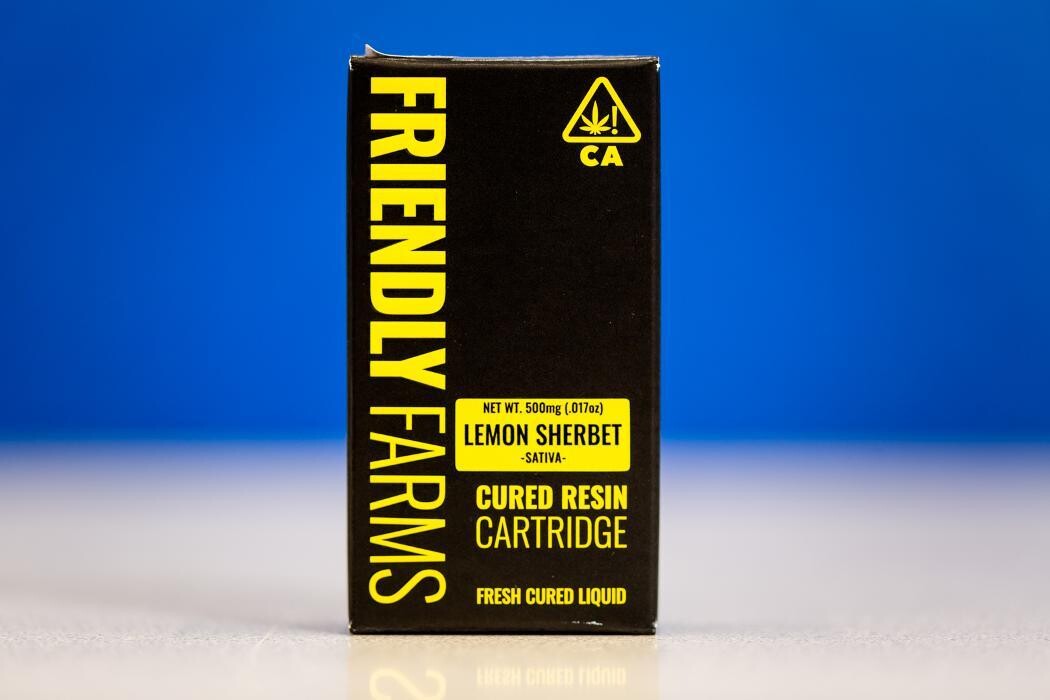 FRIENDLY FARMS
!
CA
NET WT. 500mg (.017oz)
LEMON SHERBET
-SATIVA-
CURED RESIN
CARTRIDGE
FRESH CURED LIQUID